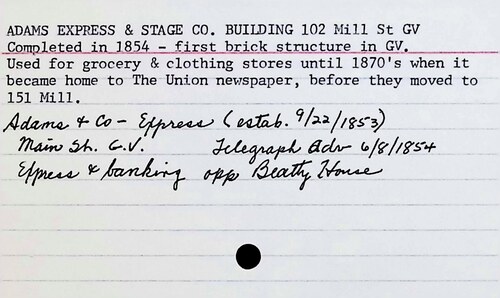 ADAMS EXPRESS & STAGE CO. BUILDING 102 Mill St GV
Completed in 1854 - first brick structure in GV.
Used for grocery & clothing stores until 1870's when it
became home to The Union newspaper, before they moved to
151 Mill.
Adams & Co - Express (estab. 9/22/1853)
Main St. G.V. Telegraph Adv 6/8/1854
Express & banking opp Beatty House